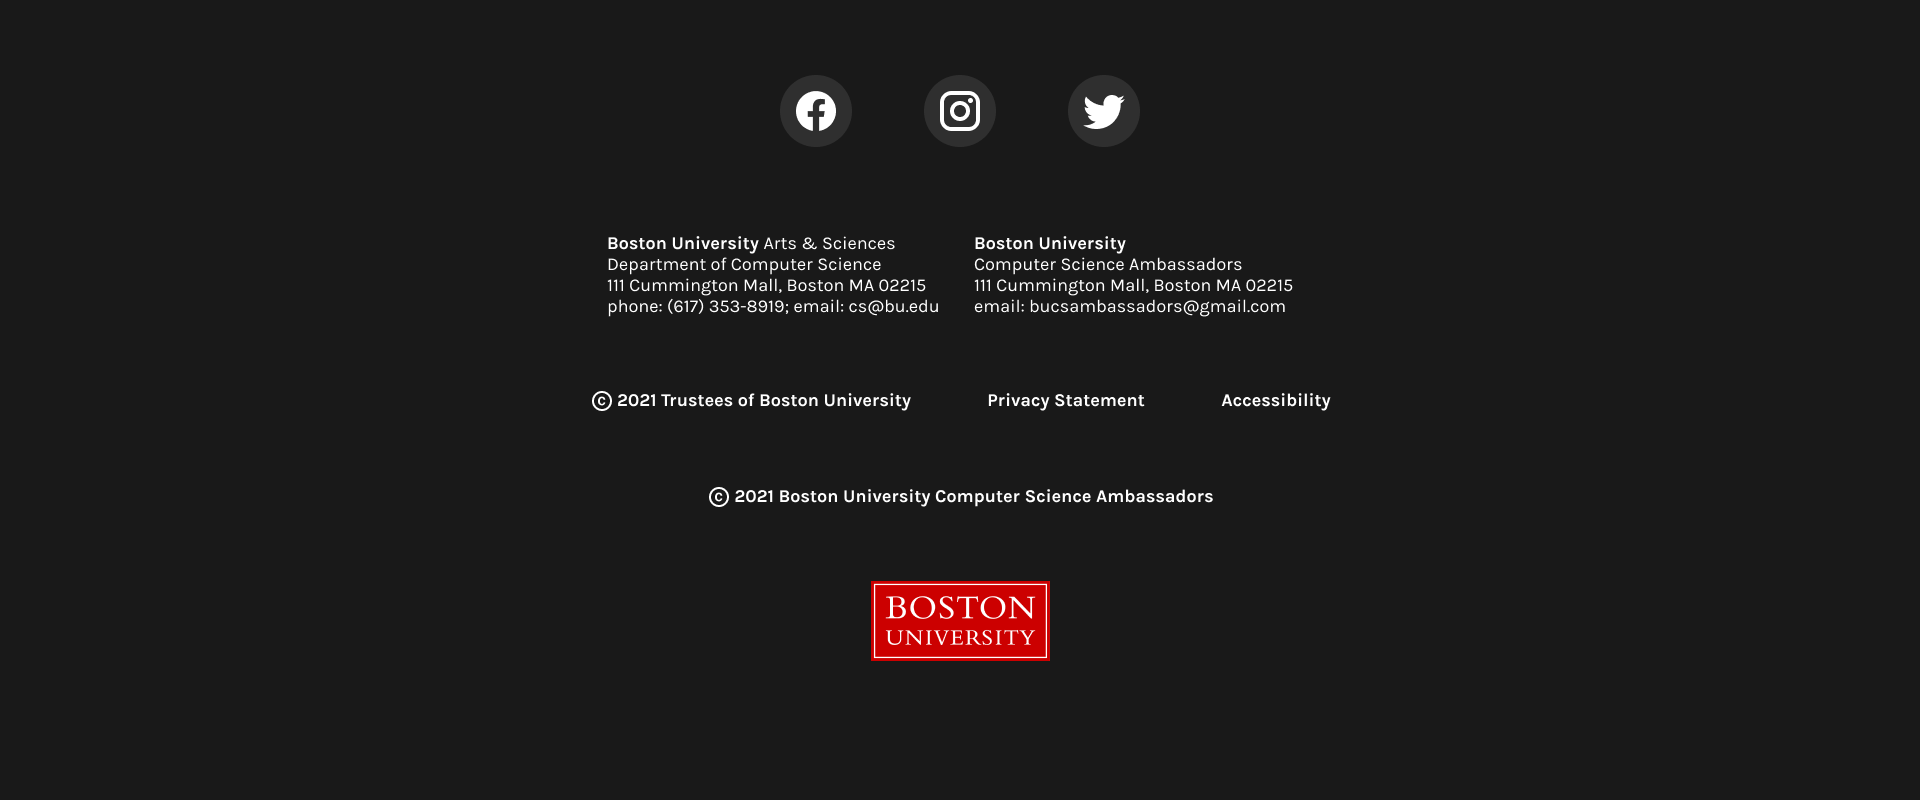 Boston University Arts & Sciences
Department of Computer Science
111 Cummington Mall, Boston MA 02215
phone: (617) 353-8919; email: cs@bu.edu
Boston University
Computer Science Ambassadors
111 Cummington Mall, Boston MA 02215
email: bucsambassadors@gmail.com
© 2021 Trustees of Boston University
Privacy Statement
Accessibility
© 2021 Boston University Computer Science Ambassadors
BOSTON
UNIVERSITY